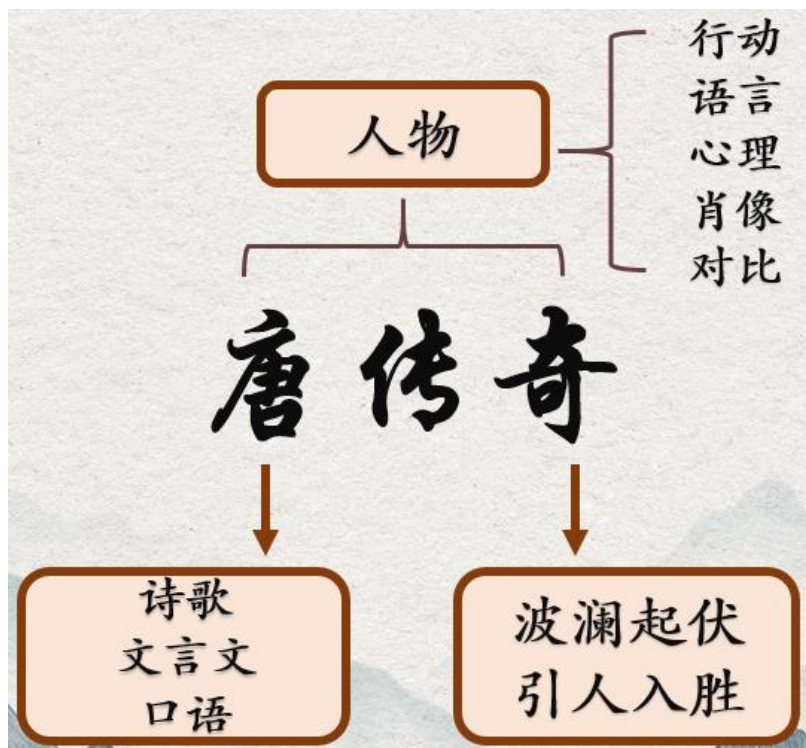 人物
行动
语言
心理
肖像
对比
唐传奇
诗歌
文言文
口语
波澜起伏
引人入胜